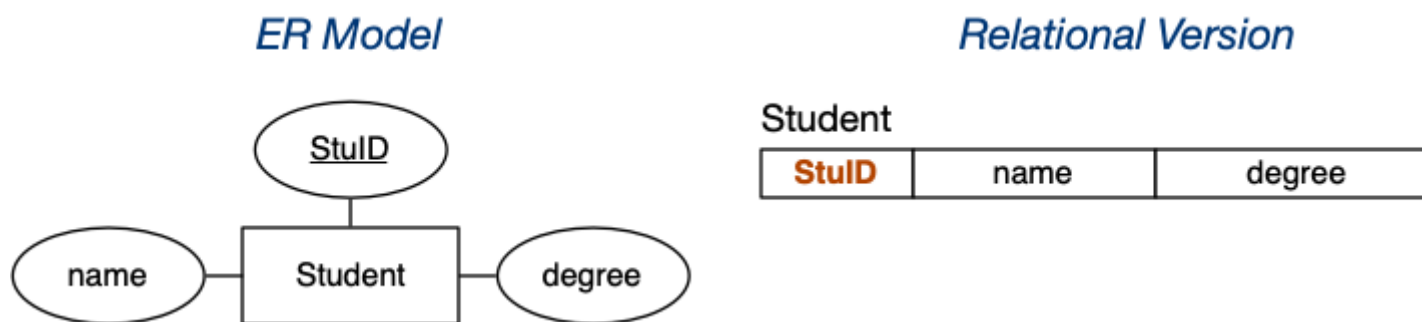 ER Model
Relational Version
StuID
name
Student
degree
Student
StuID name degree